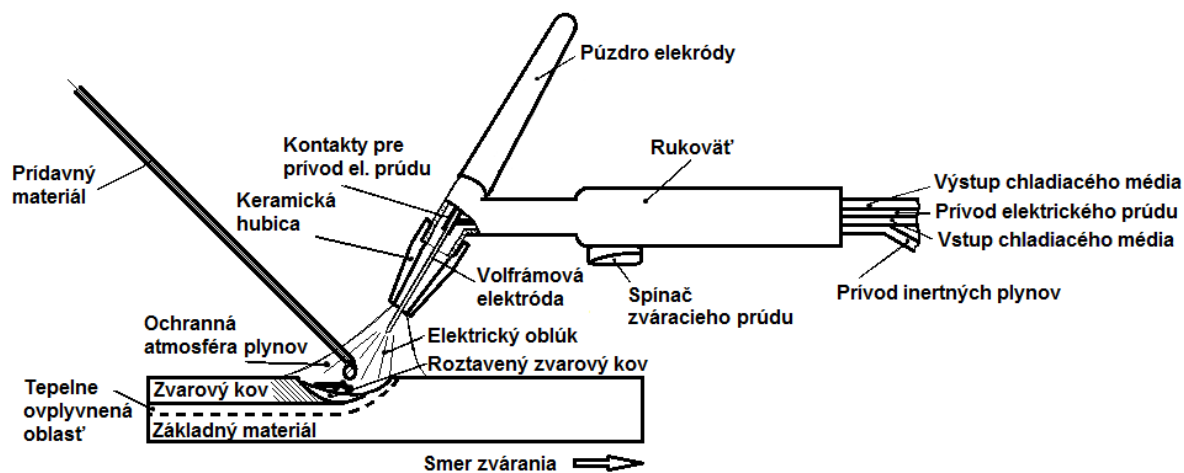 Púzdro elekródy
Kontakty pre
prívod el. prúdu
Rukoväť
Prídavný
materiál
Keramická
hubica
Výstup chladiacého média
Prívod elektrického prúdu
Vstup chladiacého média
Volfrámová
elektróda
Spínač
zváracieho prúdu
Prívod inertných plynov
Ochranná
atmosféra plynov
Elektrický oblúk
Roztavený zvarový kov
Tepelne
ovplyvnená
oblasť
Zvarový kov
Základný materiál
Smer zvárania